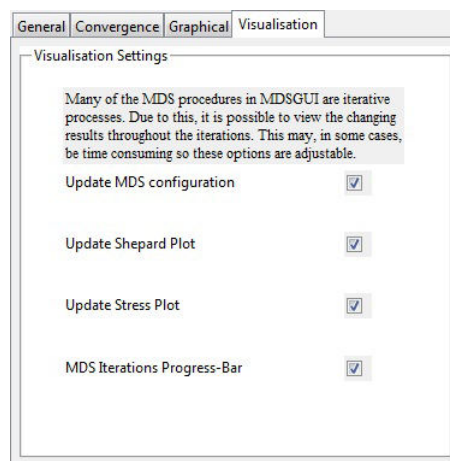 General Convergence Graphical Visualisation
Visualisation Settings
Many of the MDS procedures in MDSGUI are iterative
processes. Due to this, it is possible to view the changing
results throughout the iterations. This may, in some cases,
be time consuming so these options are adjustable.
Update MDS configuration
Update Shepard Plot
Update Stress Plot
MDS Iterations Progress-Bar